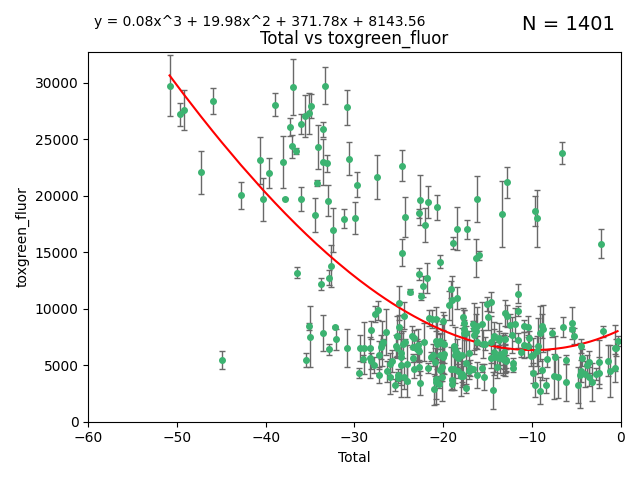 y = 0.08x^3 + 19.98x^2 + 371.78x + 8143.56
N = 1401
Total vs toxgreen_fluor
30000
25000
20000
15000
10000
5000
0
toxgreen_fluor
−60 −50 −40 −30 −20 −10 0
Total